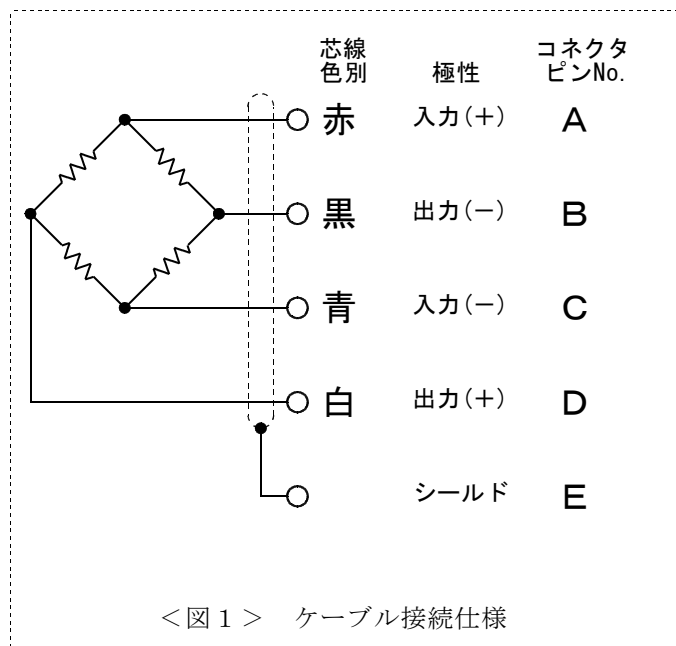 芯線 コネクタ
色別 極性 ピンNo.
赤 入力(+) A
黒 出力(-) B
青 入力(-) C
白 出力(+) D
シールド E
<図1> ケーブル接続仕様